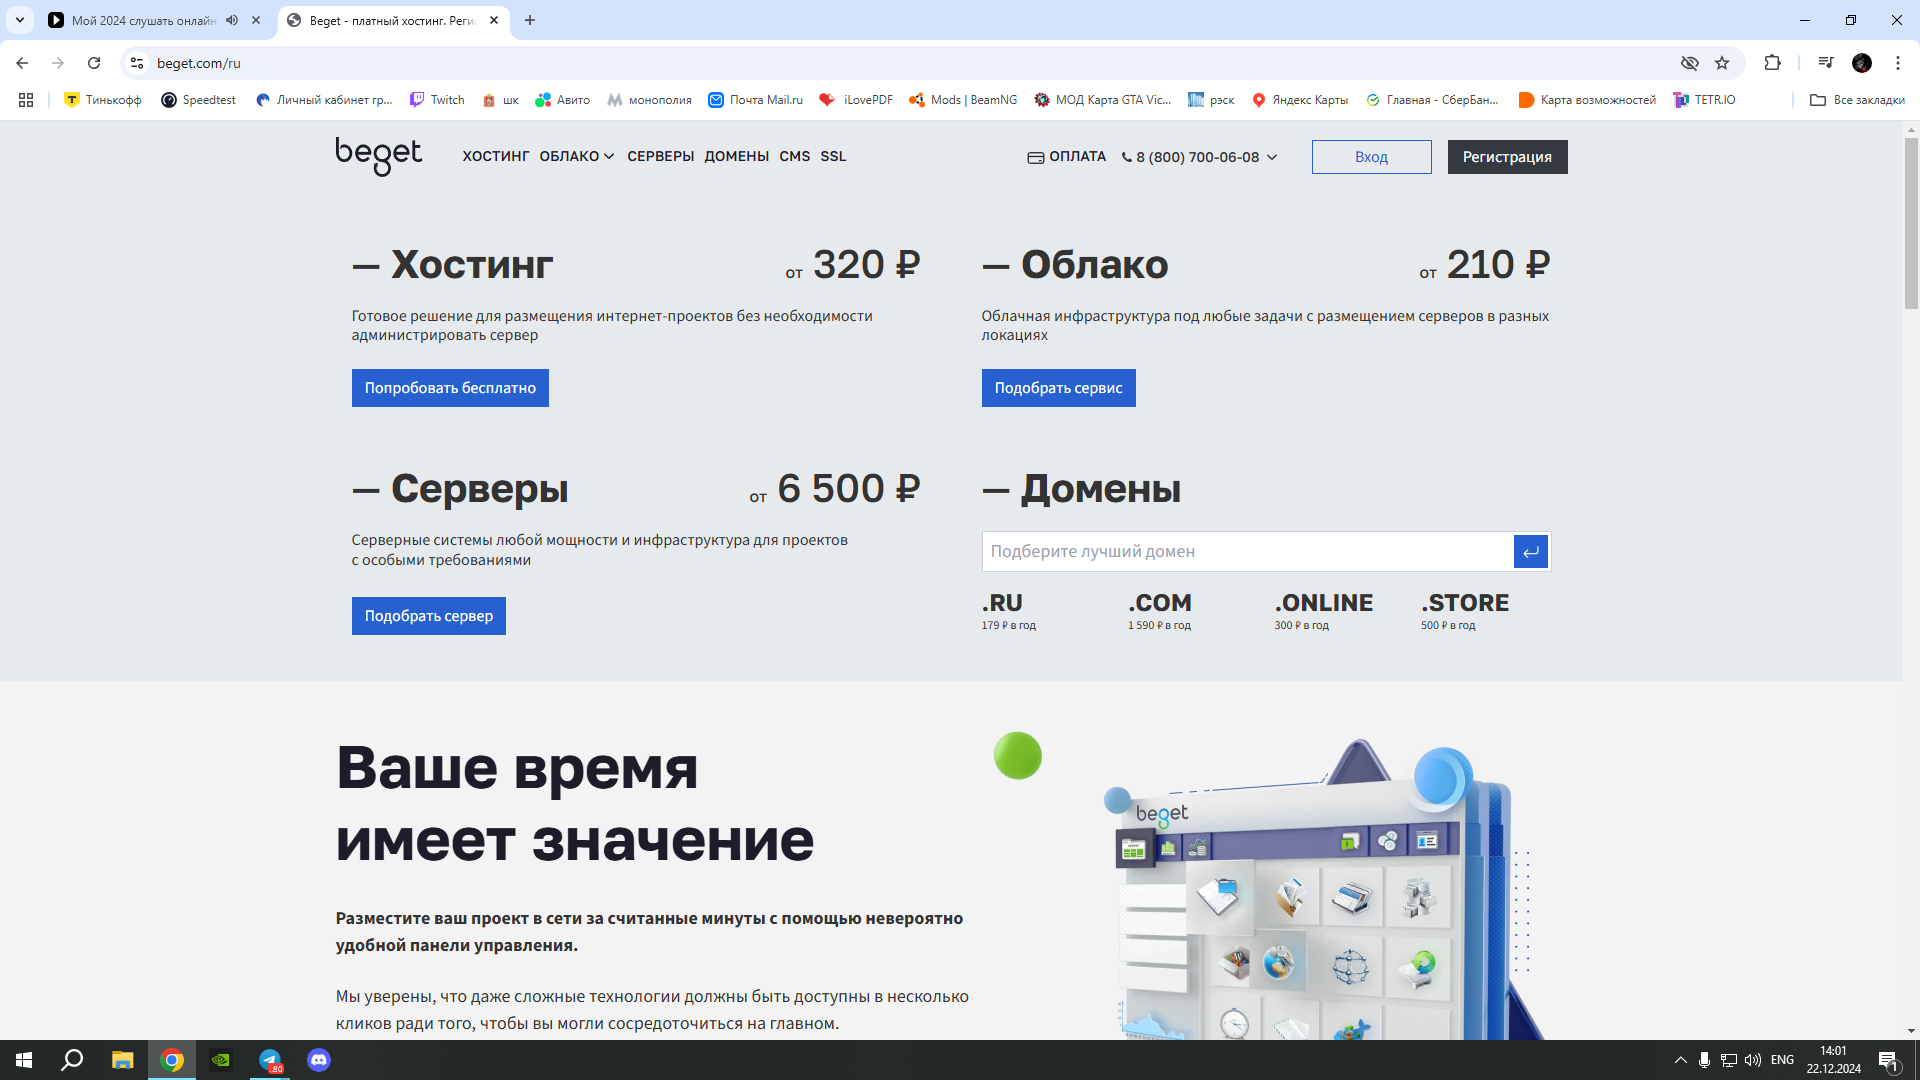 Мой 2024 слушать онлайн
Beget - платный хостинг. Реги
beget.com/ru
Тинькофф
Speedtest
Личный кабинет гр...
Twitch
шк
Авито
монополия
Почта Mail.ru
iLovePDF
Mods | BeamNG
МОД Карта GTA Vic...
рэск
Яндекс Карты
Главная - СберБан...
Карта возможностей
TETR.IO
Все закладки
beget
ХОСТИНГ
ОБЛАКО
СЕРВЕРЫ
ДОМЕНЫ
CMS
SSL
ОПЛАТА
8 (800) 700-06-08
Вход
Регистрация
— Хостинг
от 320 ₽
Готовое решение для размещения интернет-проектов без необходимости
администрировать сервер
Попробовать бесплатно
— Облако
от 210 ₽
Облачная инфраструктура под любые задачи с размещением серверов в разных
локациях
Подобрать сервис
— Серверы
от 6 500 ₽
Серверные системы любой мощности и инфраструктура для проектов
с особыми требованиями
Подобрать сервер
— Домены
Подберите лучший домен
.RU
179 ₽ в год
.COM
1 590 ₽ в год
.ONLINE
300 ₽ в год
.STORE
500 ₽ в год
Ваше время
имеет значение
Разместите ваш проект в сети за считанные минуты с помощью невероятно
удобной панели управления.
Мы уверены, что даже сложные технологии должны быть доступны в несколько
кликов ради того, чтобы вы могли сосредоточиться на главном.
beget
80
ENG
14:01
22.12.2024
1